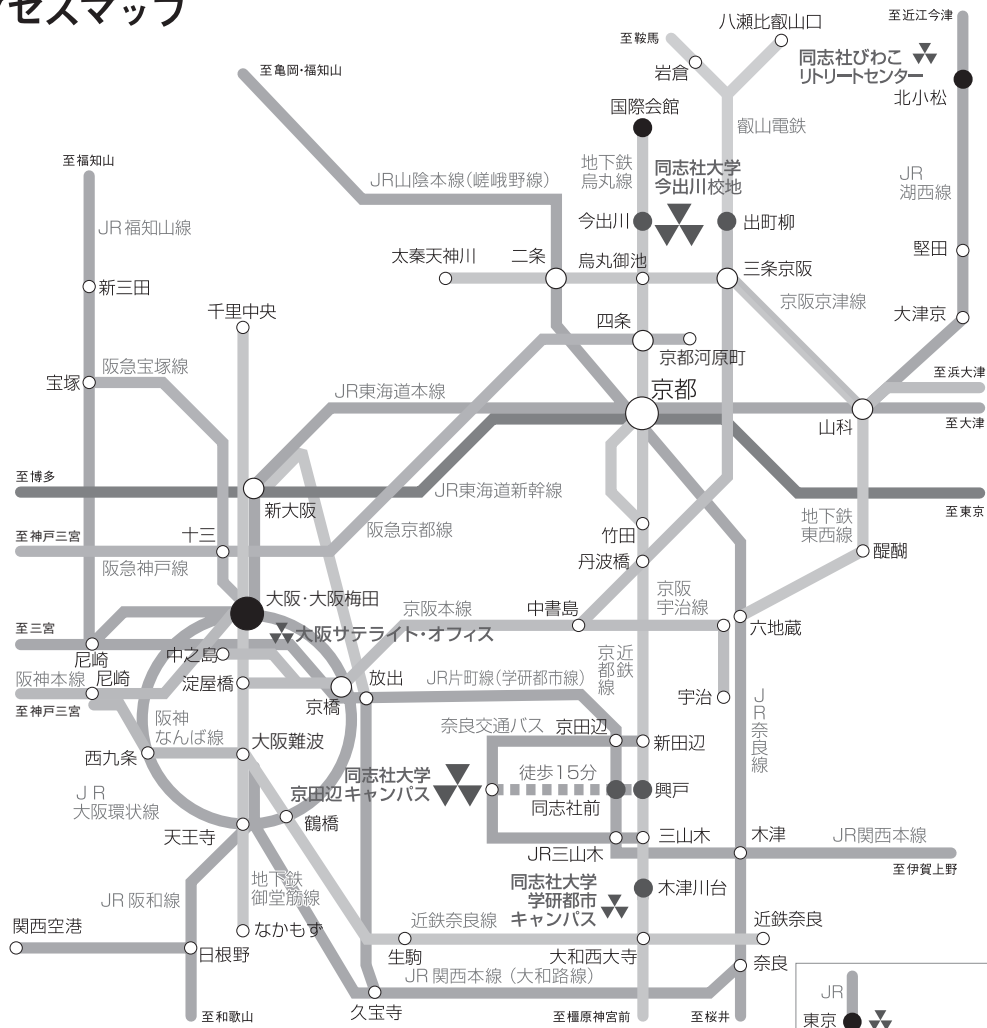 セスマップ
至近江今津
八瀬比叡山口
至鞍馬
岩倉
同志社びわこ
リトリートセンター
北小松
至亀岡・福知山
国際会館
叡山電鉄
至福知山
地下鉄
烏丸線
同志社大学
今出川校地
JR
湖西線
JR山陰本線(嵯峨野線)
JR福知山線
今出川
出町柳
太秦天神川
二条
烏丸御池
三条京阪
堅田
新三田
京阪京津線
千里中央
四条
大津京
京都河原町
阪急宝塚線
宝塚
至浜大津
JR東海道本線
京都
山科
至大津
至博多
JR東海道新幹線
新大阪
至東京
地下鉄
東西線
阪急京都線
竹田
至神戸三宮
十三
醍醐
阪急神戸線
丹波橋
京阪
宇治線
大阪・大阪梅田
京阪本線
中書島
至三宮
大阪サテライト・オフィス
六地蔵
尼崎
中之島
近鉄
京都線
阪神本線
尼崎
淀屋橋
放出
JR片町線(学研都市線)
宇治
JR奈良線
至神戸三宮
京橋
阪神
なんば線
奈良交通バス
京田辺
新田辺
大阪難波
西九条
同志社大学
京田辺キャンパス
徒歩15分
興戸
同志社前
JR
大阪環状線
鶴橋
天王寺
三山木
木津
JR関西本線
JR三山木
至伊賀上野
地下鉄
御堂筋線
同志社大学
学研都市
キャンパス
木津川台
JR阪和線
関西空港
なかもず
近鉄奈良線
近鉄奈良
日根野
生駒
大和西大寺
奈良
JR関西本線(大和路線)
JR
久宝寺
至和歌山
至橿原神宮前
至桜井
東京